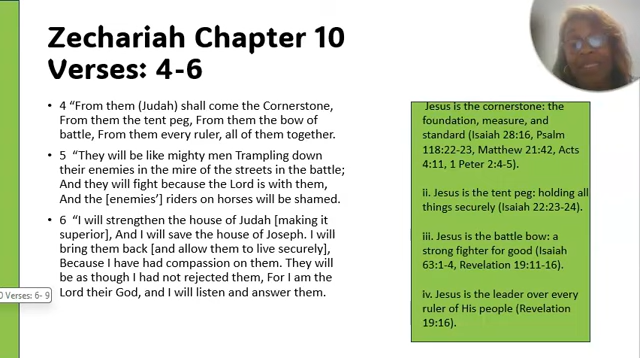 Zechariah Chapter 10
Verses: 4-6
• 4 “From them (Judah) shall come the Cornerstone,
From them the tent peg, From them the bow of
battle, From them every ruler, all of them together.
• 5 “They will be like mighty men Trampling down
their enemies in the mire of the streets in the battle;
And they will fight because the Lord is with them,
And the [enemies’] riders on horses will be shamed.
• 6 “I will strengthen the house of Judah [making it
superior], And I will save the house of Joseph. I will
bring them back [and allow them to live securely],
Because I have had compassion on them. They will
be as though I had not rejected them, For I am the
Lord their God, and I will listen and answer them.
0 Verses: 6- 9
Jesus is the cornerstone: the
foundation, measure, and
standard (Isaiah 28:16, Psalm
118:22-23, Matthew 21:42, Acts
4:11, 1 Peter 2:4-5).
ii. Jesus is the tent peg: holding all
things securely (Isaiah 22:23-24).
iii. Jesus is the battle bow: a
strong fighter for good (Isaiah
63:1-4, Revelation 19:11-16).
iv. Jesus is the leader over every
ruler of His people (Revelation
19:16).